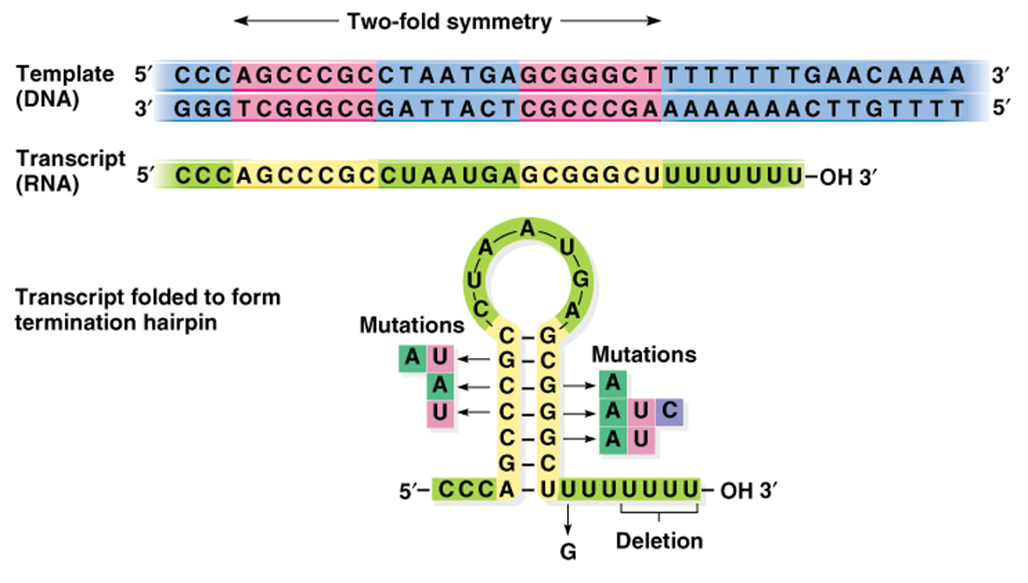 Two-fold symmetry
Template (DNA)
5′ CCCAGCCCGCCTAATGAGCGGGCTTTTTTTTGAACAAAA 3′
3′ GGGTCGGGCGGATTACTCGCCCGAAAAAAAACTTGTTTT 5′
Transcript (RNA)
5′ CCCAGCCCGCCUAAUGAGCGGGCUUUUUUUU–OH 3′
Transcript folded to form
termination hairpin
A
A U
U G
C A
Mutations
C – G
Mutations
A U G – C
A C – G A
U C – G A U C
C – G A U
G – C
5′– CCCA – UUUUUUUU – OH 3′
G
Deletion